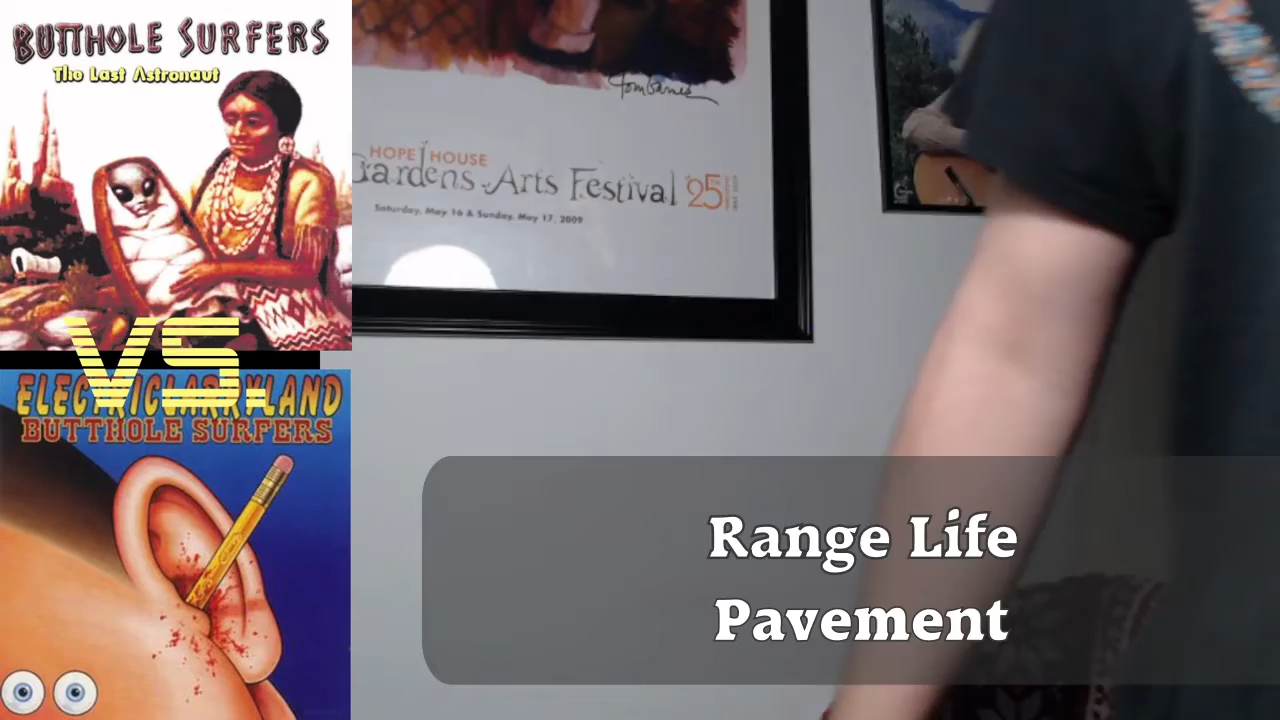 BUTTHOLE SURFERS
The Last Astronaut
VS.
ELECTRICLARRYLAND
BUTTHOLE SURFERS
Tom Barnes
HOPE HOUSE
Gardens Arts Festival 25
Saturday, May 16 & Sunday, May 17, 2009
Range Life
Pavement